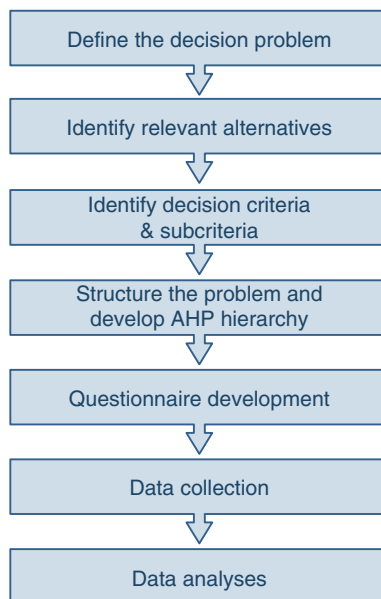 Define the decision problem
Identify relevant alternatives
Identify decision criteria
& subcriteria
Structure the problem and
develop AHP hierarchy
Questionnaire development
Data collection
Data analyses